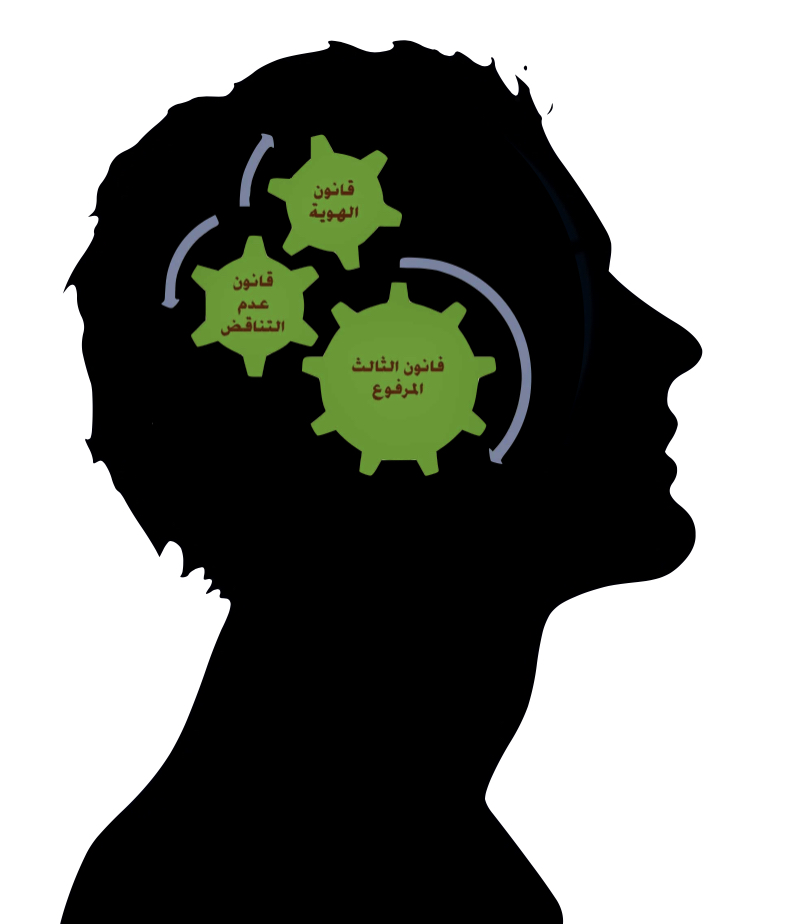 قانون
الهوية
قانون
عدم
التناقض
قانون الثالث
المرفوع